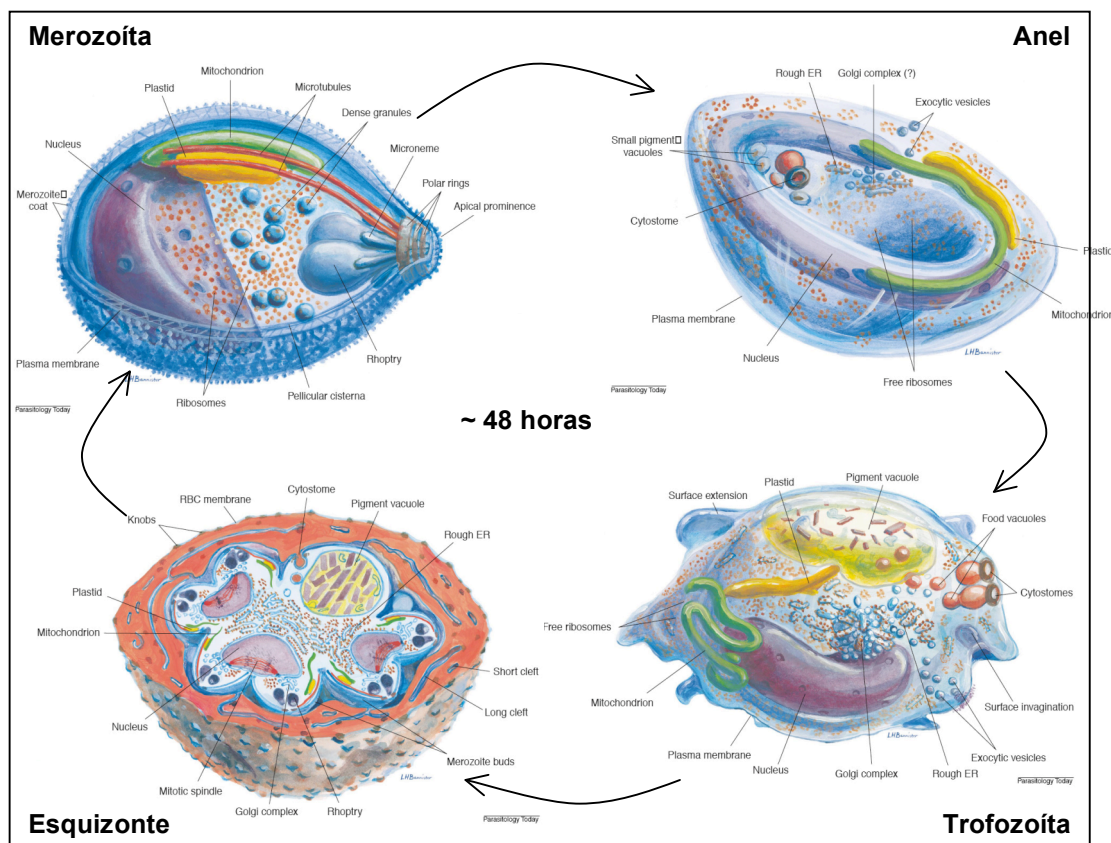 Merozoíta
Mitochondrion
Plastid
Microtubules
Dense granules
Nucleus
Microneme
Merozoite
coat
Polar rings
Apical prominence
Plasma membrane
Rhoptry
Ribosomes
Pellicular cisterna
LHBannister
Parasitology Today
Anel
Rough ER
Golgi complex (?)
Exocytic vesicles
Small pigment
vacuoles
Cytostome
Plastid
Mitochondrion
Plasma membrane
Nucleus
Free ribosomes
LHBannister
Parasitology Today
~ 48 horas
RBC membrane
Cytostome
Pigment vacuole
Knobs
Rough ER
Plastid
Mitochondrion
Short cleft
Long cleft
Nucleus
Merozoite buds
Mitotic spindle
Golgi complex
Rhoptry
LHBannister
Parasitology Today
Esquizonte
Pigment vacuole
Plastid
Surface extension
Food vacuoles
Cytostomes
Free ribosomes
Mitochondrion
Surface invagination
Plasma membrane
Nucleus
Golgi complex
Rough ER
Exocytic vesicles
LHBannister
Parasitology Today
Trofozoíta